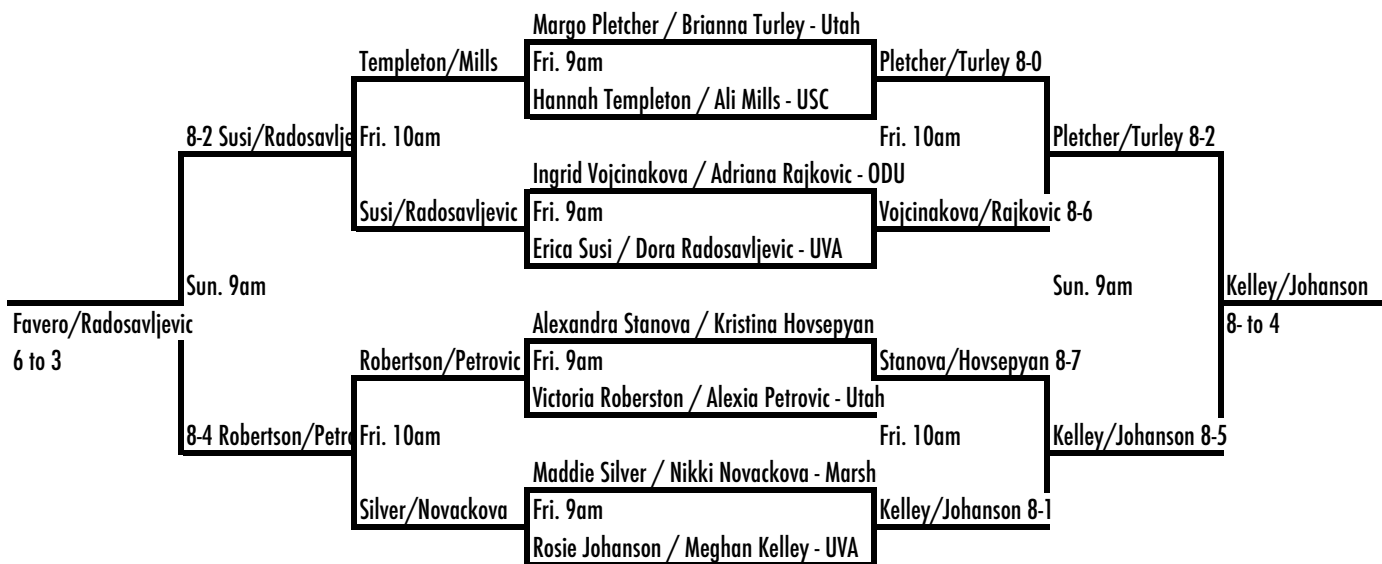 Margo Pletcher / Brianna Turley - Utah
Templeton/Mills
Fri. 9am
Pletcher/Turley 8-0
Hannah Templeton / Ali Mills - USC
8-2 Susi/Radosavlje
Fri. 10am
Fri. 10am
Pletcher/Turley 8-2
Ingrid Vojcinakova / Adriana Rajkovic - ODU
Susi/Radosavljevic
Fri. 9am
Vojcinakova/Rajkovic 8-6
Erica Susi / Dora Radosavljevic - UVA
Sun. 9am
Sun. 9am
Kelley/Johanson
Favero/Radosavljevic
Alexandra Stanova / Kristina Hovsepyan
8- to 4
6 to 3
Robertson/Petrovic
Fri. 9am
Stanova/Hovsepyan 8-7
Victoria Roberston / Alexia Petrovic - Utah
8-4 Robertson/Petro
Fri. 10am
Fri. 10am
Kelley/Johanson 8-5
Maddie Silver / Nikki Novackova - Marsh
Silver/Novackova
Fri. 9am
Kelley/Johanson 8-1
Rosie Johanson / Meghan Kelley - UVA